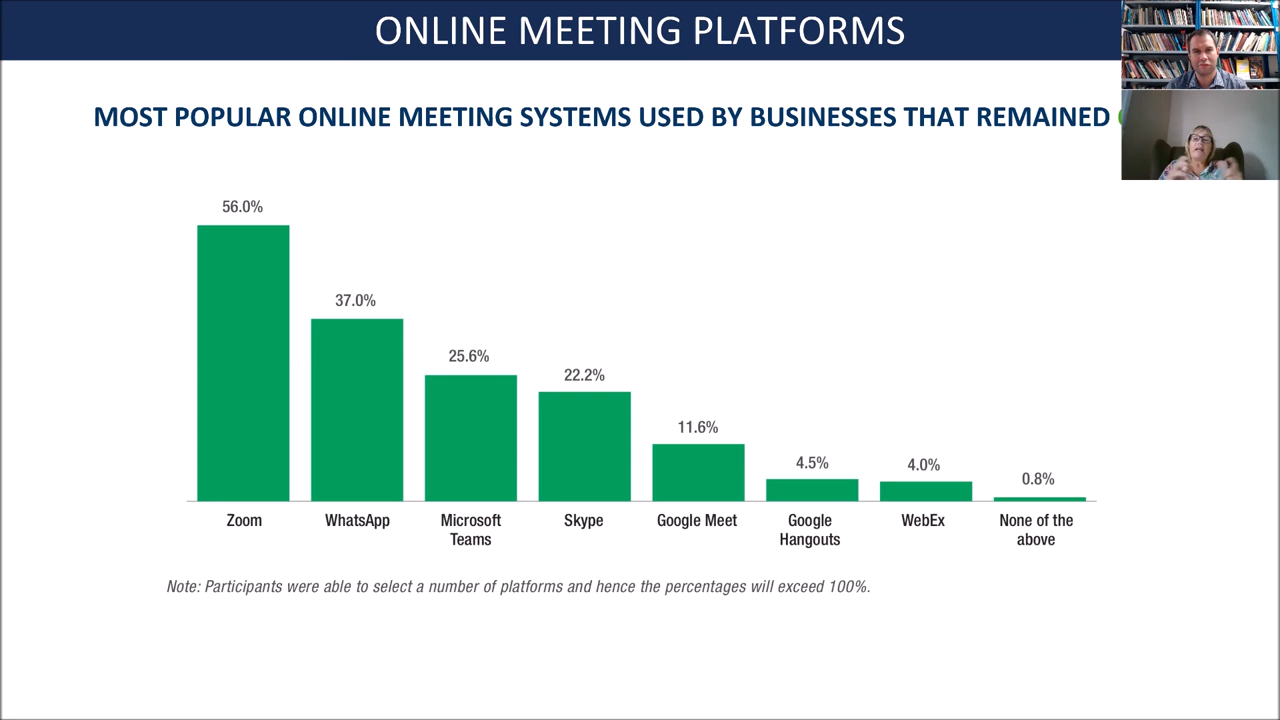 ONLINE MEETING PLATFORMS
MOST POPULAR ONLINE MEETING SYSTEMS USED BY BUSINESSES THAT REMAINED
56.0%
37.0%
25.6%
22.2%
11.6%
4.5%
4.0%
0.8%
Zoom
WhatsApp
Microsoft
Teams
Skype
Google Meet
Google
Hangouts
WebEx
None of the
above
Note: Participants were able to select a number of platforms and hence the percentages will exceed 100%.